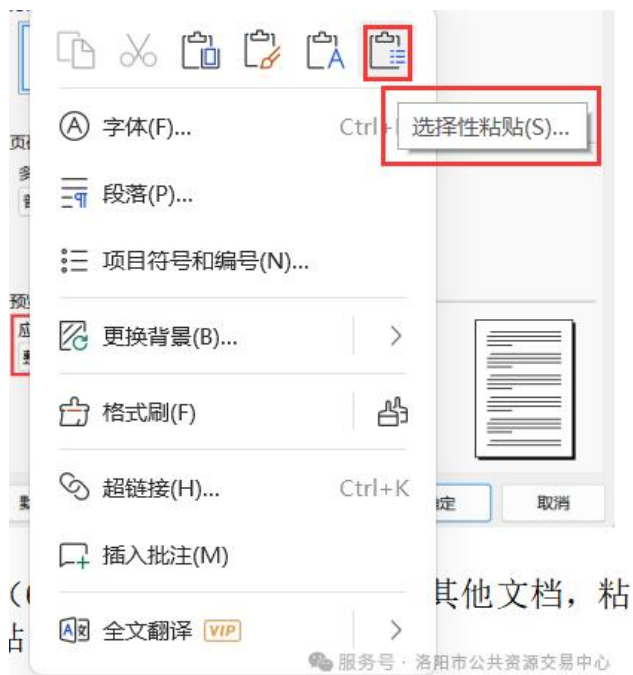 选择性粘贴(S)...
字体(F)... Ctrl+
段落(P)...
项目符号和编号(N)...
预览
更换背景(B)...
格式刷(F)
超链接(H)... Ctrl+K
取消
插入批注(M)
其他文档，粘
全文翻译 VIP
服务号 · 洛阳市公共资源交易中心